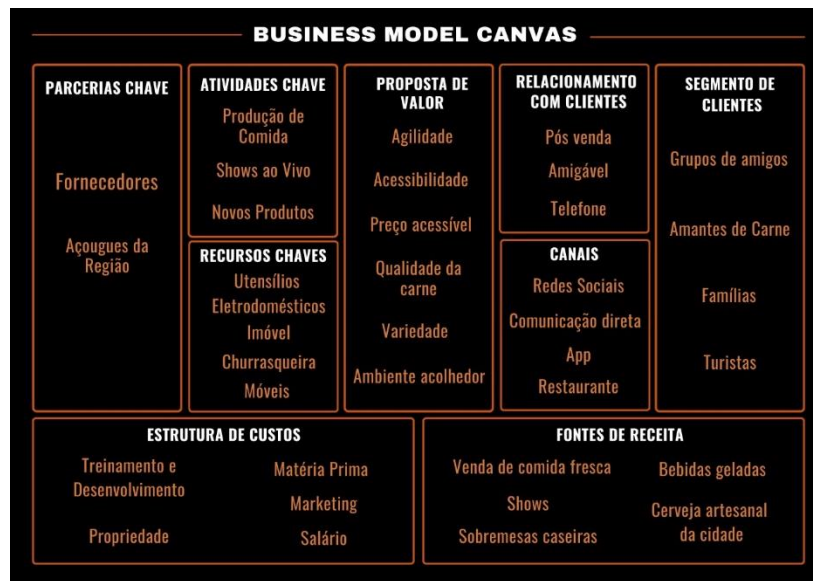 BUSINESS MODEL CANVAS
PARCERIAS CHAVE
Fornecedores
Açougues da
Região
ATIVIDADES CHAVE
Produção de
Comida
Shows ao Vivo
Novos Produtos
RECURSOS CHAVES
Utensílios
Eletrodomésticos
Imóvel
Churrasqueira
Móveis
PROPOSTA DE
VALOR
Agilidade
Acessibilidade
Preço acessível
Qualidade da
carne
Variedade
Ambiente acolhedor
RELACIONAMENTO
COM CLIENTES
Pós venda
Amigável
Telefone
CANAIS
Redes Sociais
Comunicação direta
App
Restaurante
SEGMENTO DE
CLIENTES
Grupos de amigos
Amantes de Carne
Famílias
Turistas
ESTRUTURA DE CUSTOS
Treinamento e
Desenvolvimento
Propriedade
Matéria Prima
Marketing
Salário
FONTES DE RECEITA
Venda de comida fresca
Shows
Sobremesas caseiras
Bebidas geladas
Cerveja artesanal
da cidade